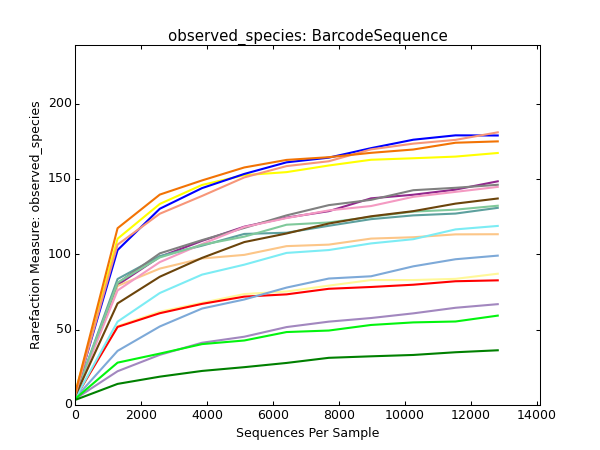 observed_species: BarcodeSequence
200
150
100
50
0
0 2000 4000 6000 8000 10000 12000 14000
Sequences Per Sample
Rarefaction Measure: observed_species